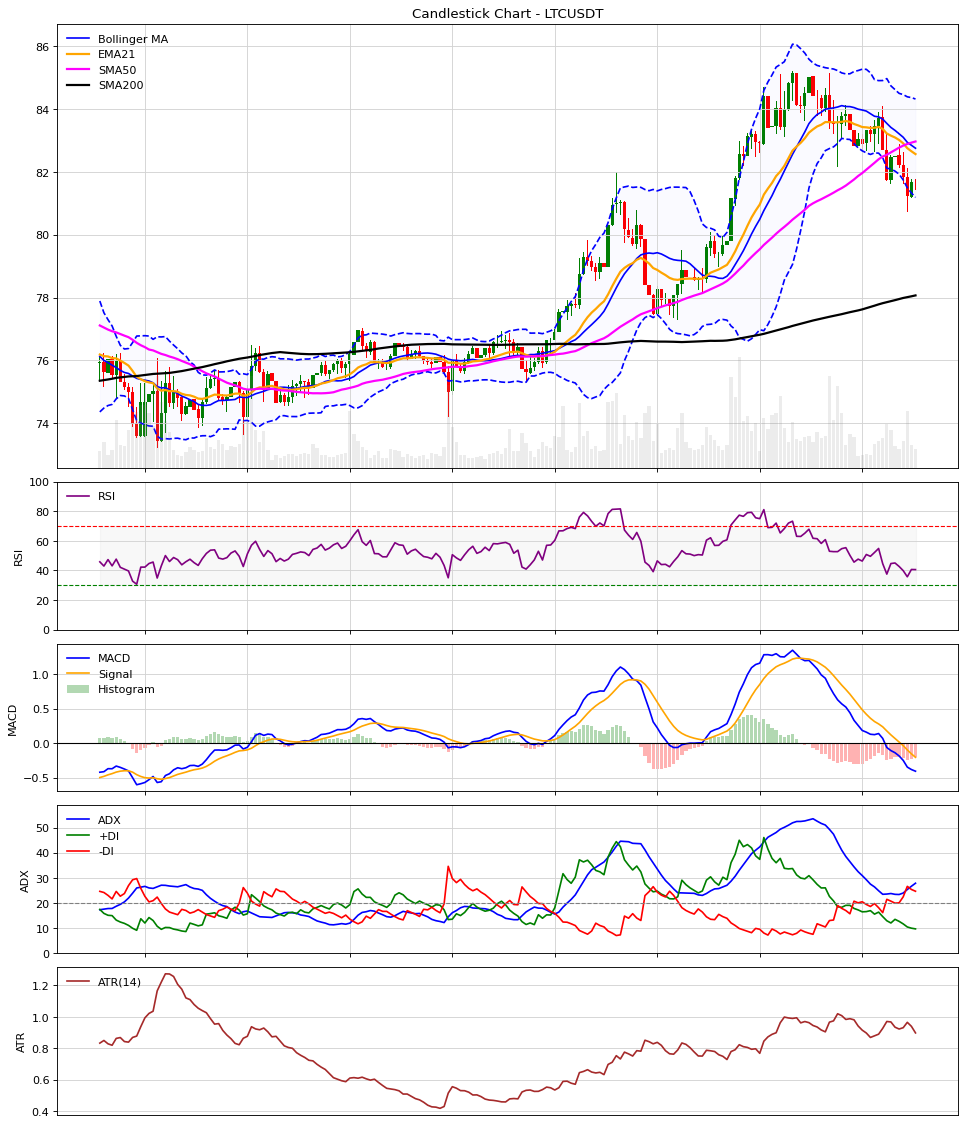 Candlestick Chart - LTCUSDT
Bollinger MA
EMA21
SMA50
SMA200
86
84
82
80
78
76
74
RSI
100
80
60
40
20
0
RSI
MACD
Signal
Histogram
1.0
0.5
0.0
−0.5
MACD
ADX
+DI
-DI
50
40
30
20
10
0
ADX
ATR(14)
1.2
1.0
0.8
0.6
0.4
ATR